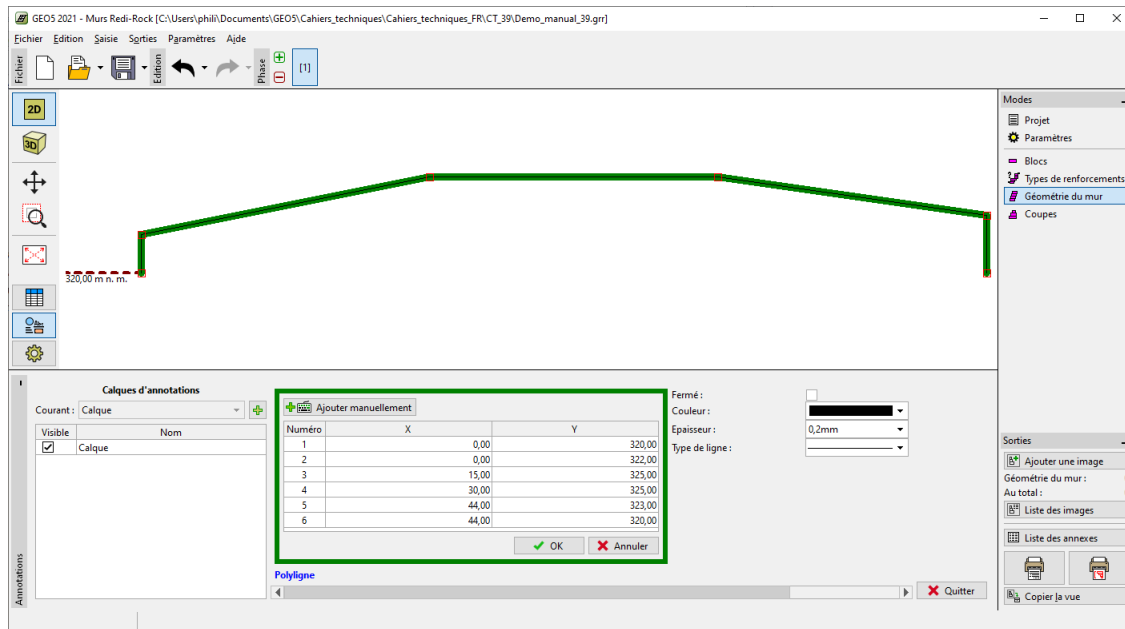 GEO5 2021 - Murs Redi-Rock [C:\Users\phili\Documents\GEO5\Cahiers_techniques\Cahiers_techniques_FR\CT_39\Demo_manual_39.grr]
Fichier Edition Saisie Sorties Paramètres Aide
Fichier
Edition
Phase
[1]
2D
3D
320,00 m n. m.
Modes
Projet
Paramètres
Blocs
Types de renforcements
Géométrie du mur
Coupes
Annotations
Calques d'annotations
Courant : Calque
Visible Nom
Calque
Ajouter manuellement
Numéro X Y
1 0,00 320,00
2 0,00 322,00
3 15,00 325,00
4 30,00 325,00
5 44,00 323,00
6 44,00 320,00
OK Annuler
Polyligne
Fermé :
Couleur :
Epaisseur : 0,2mm
Type de ligne :
Quitter
Sorties
Ajouter une image
Géométrie du mur :
Au total :
Liste des images
Liste des annexes
Copier la vue